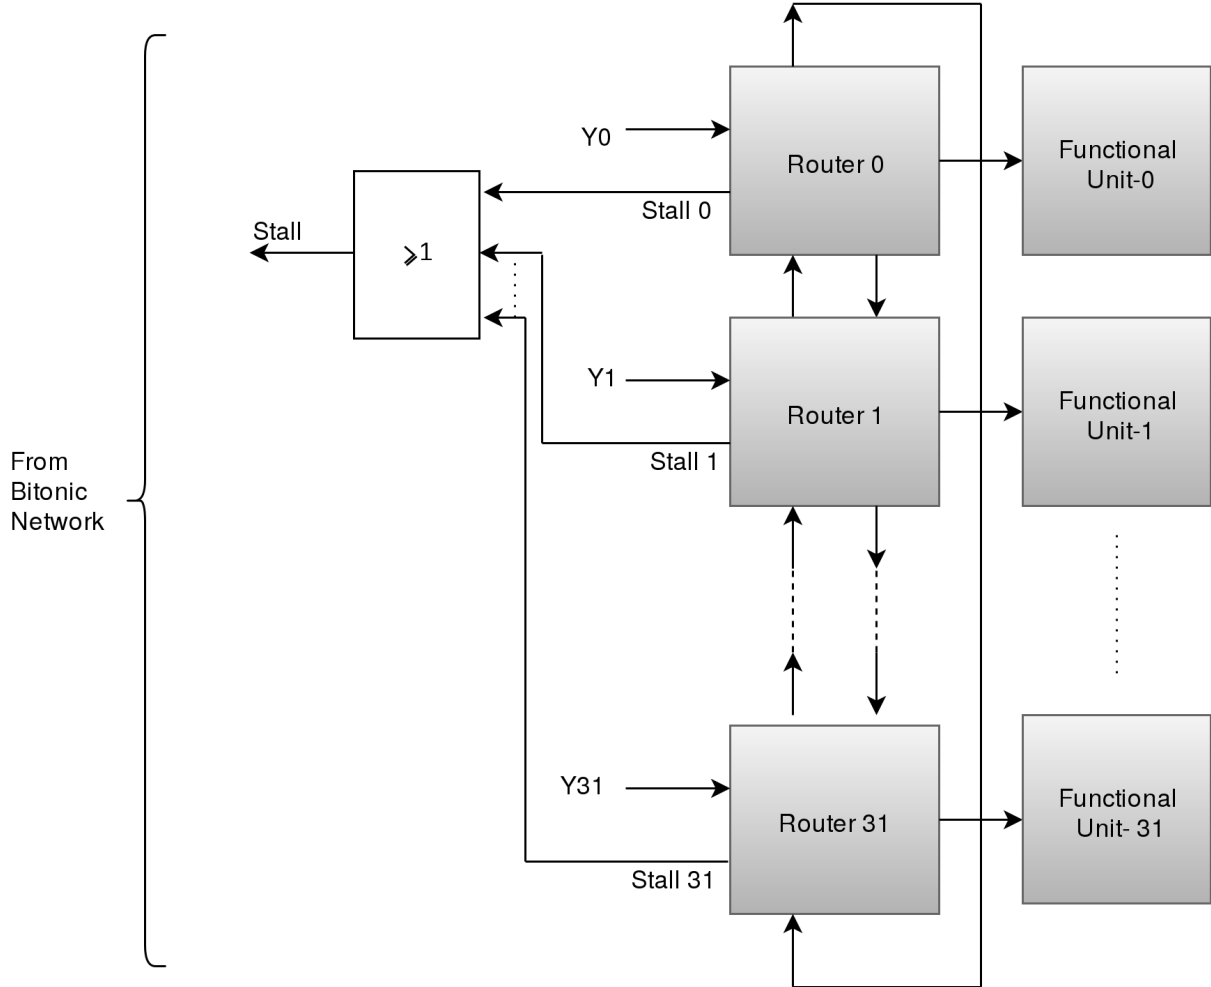 Y0
Router 0
Functional
Unit-0
Stall 0
Stall
⩾1
Y1
Router 1
Functional
Unit-1
Stall 1
From
Bitonic
Network
Y31
Router 31
Functional
Unit- 31
Stall 31